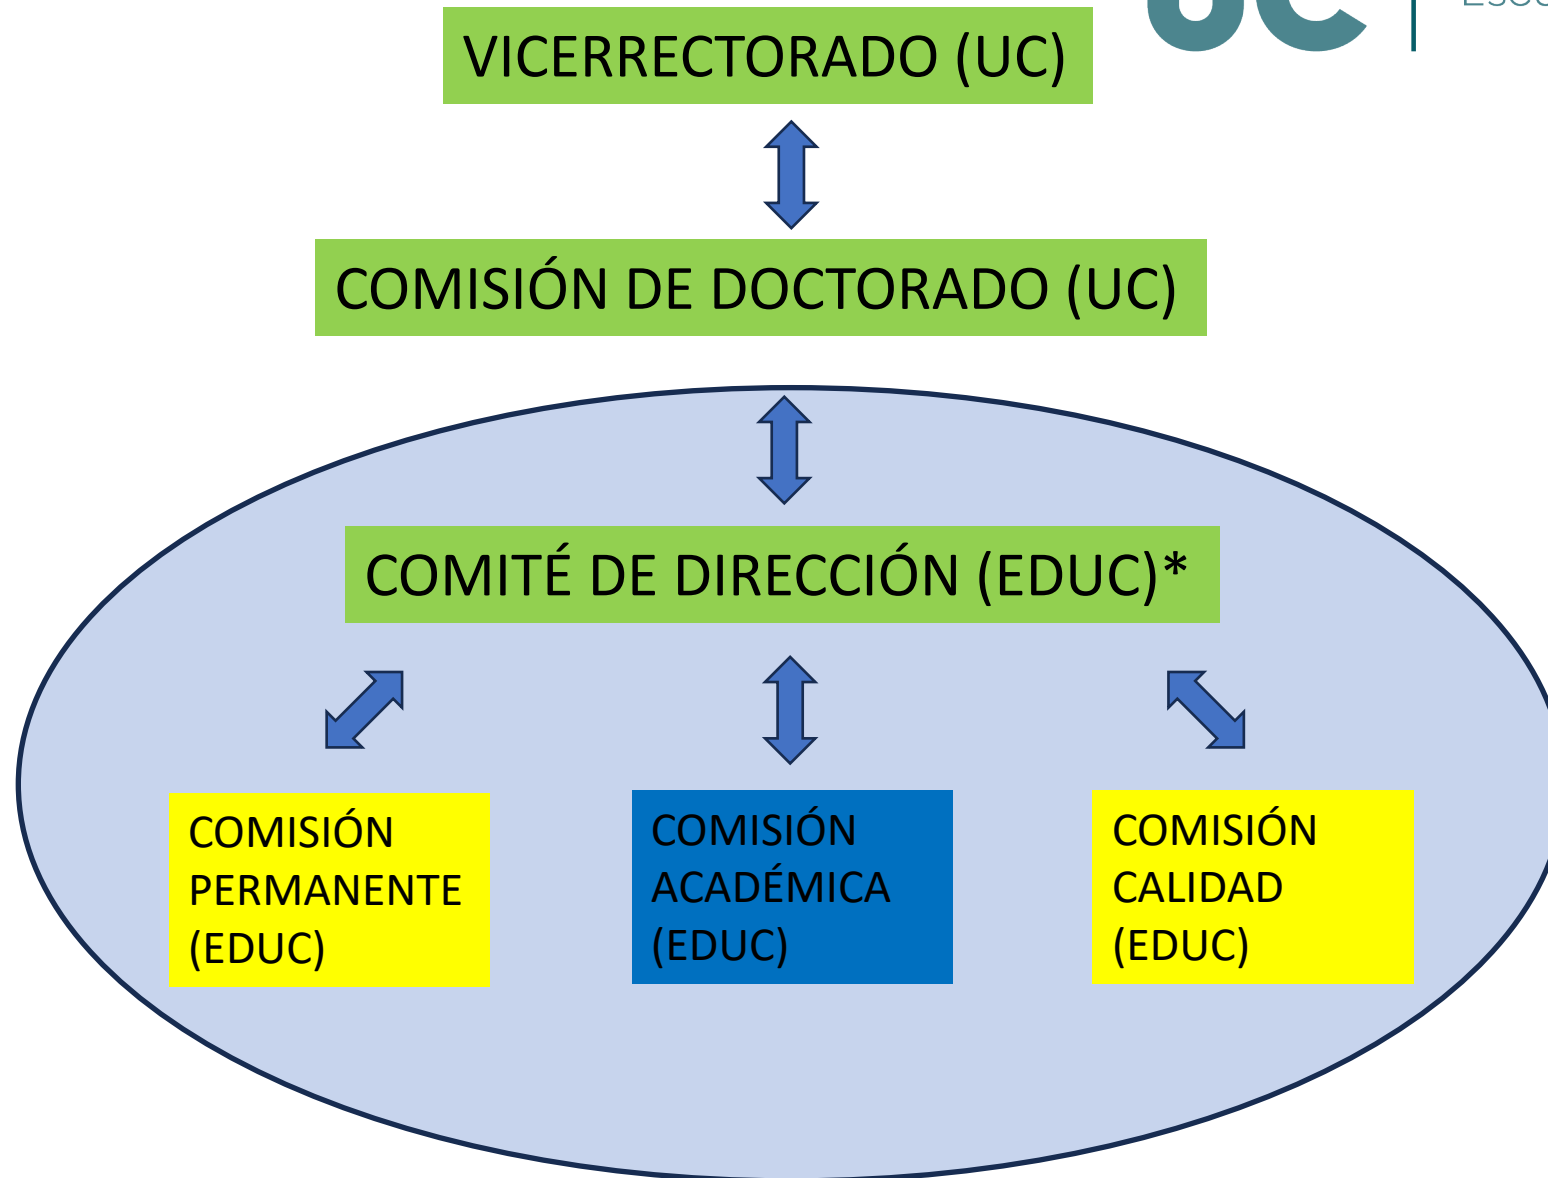 VICERRECTORADO (UC)
COMISIÓN DE DOCTORADO (UC)
COMITÉ DE DIRECCIÓN (EDUC)*
COMISIÓN
PERMANENTE
(EDUC)
COMISIÓN
ACADÉMICA
(EDUC)
COMISIÓN
CALIDAD
(EDUC)